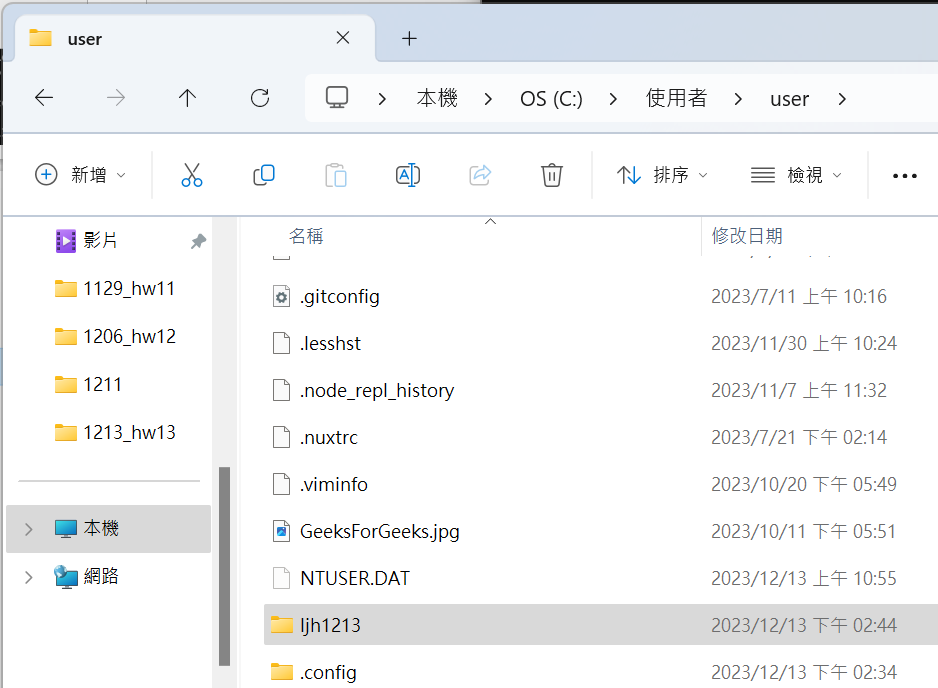 user
本機 OS (C:) 使用者 user
新增 排序 檢視
名稱 修改日期
影片
1129_hw11
1206_hw12
1211
1213_hw13
本機
網路
.gitconfig 2023/7/11 上午 10:16
.lesshst 2023/11/30 上午 10:24
.node_repl_history 2023/11/7 上午 11:32
.nuxtrc 2023/7/21 下午 02:14
.viminfo 2023/10/20 下午 05:49
GeeksForGeeks.jpg 2023/10/11 下午 05:51
NTUSER.DAT 2023/12/13 上午 10:55
ljh1213 2023/12/13 下午 02:44
.config 2023/12/13 下午 02:34